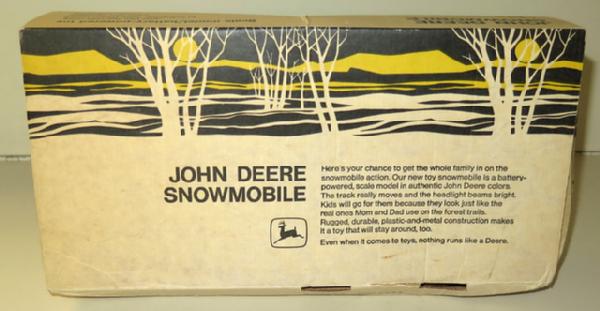 JOHN DEERE
SNOWMOBILE
Here's your chance to get the whole family in on the
snowmobile action. Our new toy snowmobile is a battery-
powered, scale model in authentic John Deere colors.
The track really moves and the headlight beams bright.
Kids will go for them because they look just like the
real ones Mom and Dad use on the forest trails.
Rugged, durable, plastic-and-metal construction makes
it a toy that will stay around, too.
Even when it comes to toys, nothing runs like a Deere.